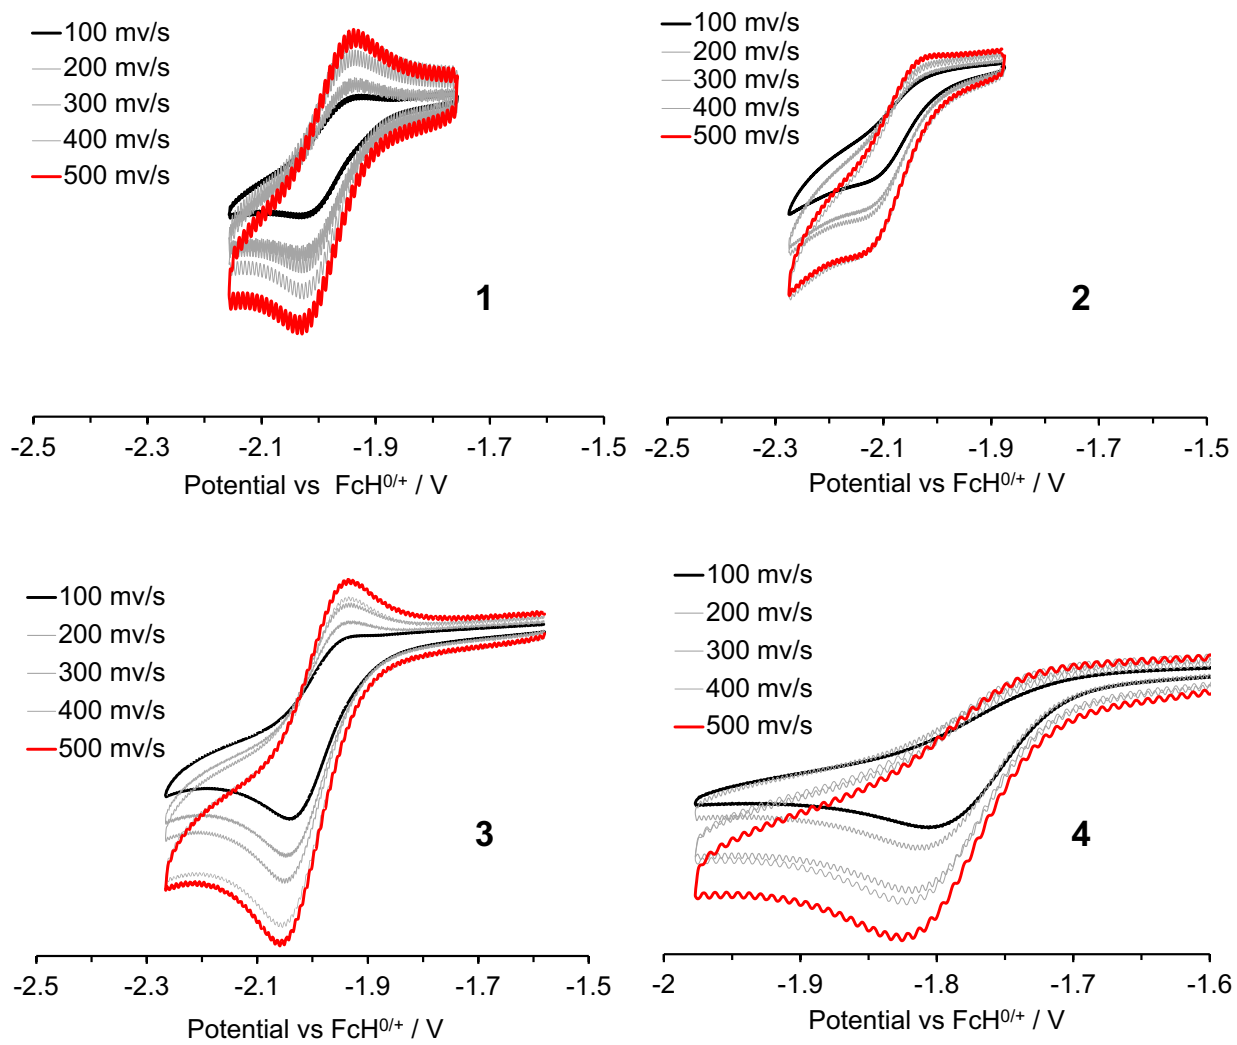 100 mv/s
200 mv/s
300 mv/s
400 mv/s
500 mv/s
1
-2.5 -2.3 -2.1 -1.9 -1.7 -1.5
Potential vs FcH0/+ / V
100 mv/s
200 mv/s
300 mv/s
400 mv/s
500 mv/s
2
-2.5 -2.3 -2.1 -1.9 -1.7 -1.5
Potential vs FcH0/+ / V
100 mv/s
200 mv/s
300 mv/s
400 mv/s
500 mv/s
3
-2.5 -2.3 -2.1 -1.9 -1.7 -1.5
Potential vs FcH0/+ / V
100 mv/s
200 mv/s
300 mv/s
400 mv/s
500 mv/s
4
-2 -1.9 -1.8 -1.7 -1.6
Potential vs FcH0/+ / V